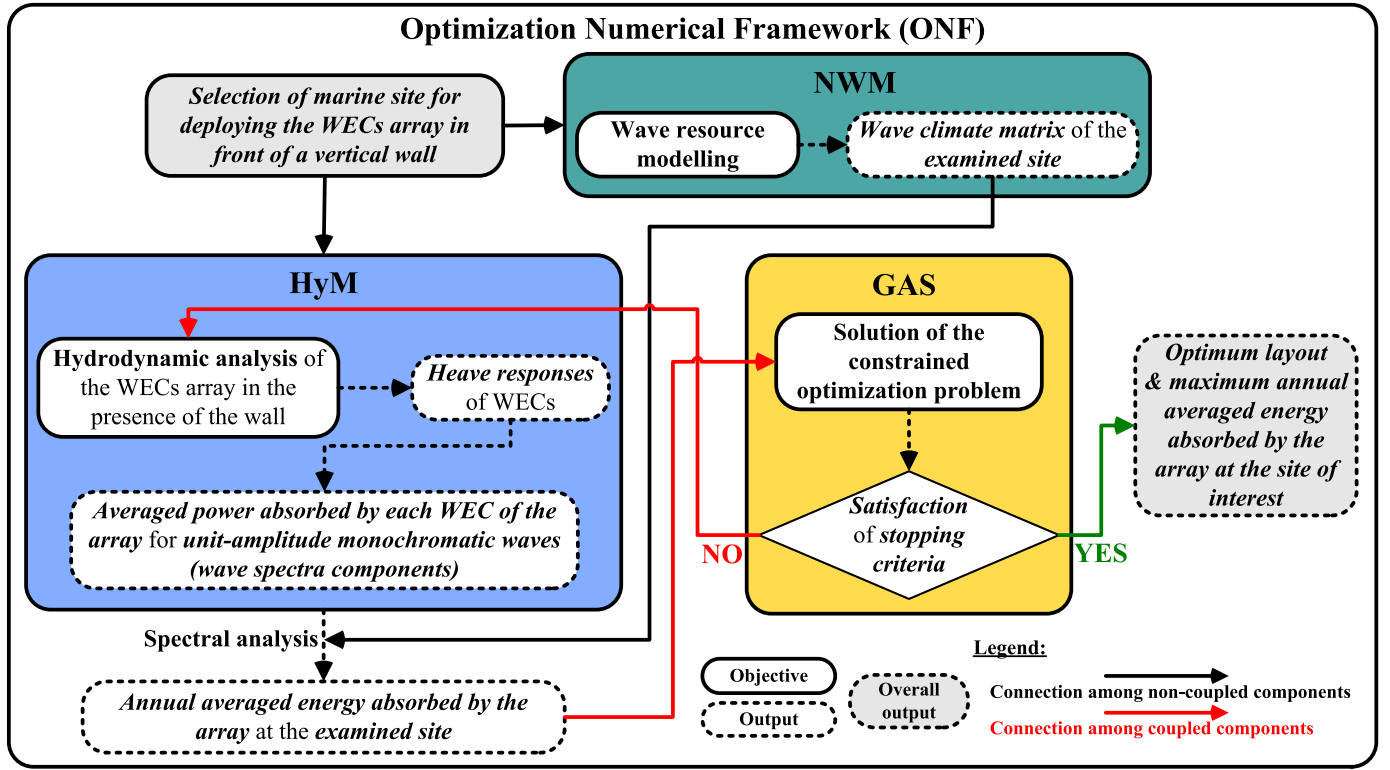 Optimization Numerical Framework (ONF)
Selection of marine site for
deploying the WECs array in
front of a vertical wall
NWM
Wave resource
modelling
Wave climate matrix of the
examined site
HyM
Hydrodynamic analysis of
the WECs array in the
presence of the wall
Heave responses
of WECs
Averaged power absorbed by each WEC of the
array for unit-amplitude monochromatic waves
(wave spectra components)
Spectral analysis
Annual averaged energy absorbed by the
array at the examined site
GAS
Solution of the
constrained
optimization problem
Satisfaction
of stopping
criteria
NO
YES
Optimum layout
& maximum annual
averaged energy
absorbed by the
array at the site of
interest
Legend:
Objective
Output
Overall
output
Connection among non-coupled components
Connection among coupled components